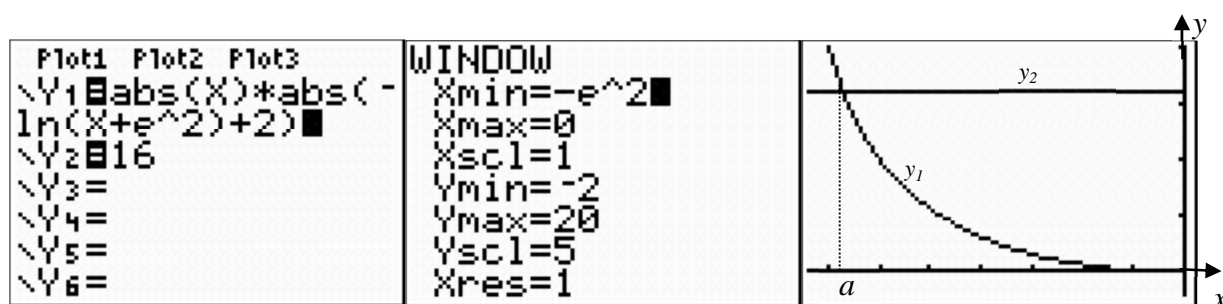 Plot1 Plot2 Plot3
\Y1=abs(X)*abs(-
ln(X+e^2)+2)
\Y2=16
\Y3=
\Y4=
\Y5=
\Y6=
WINDOW
Xmin=-e^2
Xmax=0
Xscl=1
Ymin=-2
Ymax=20
Yscl=5
Xres=1
y
y2
y1
a
x